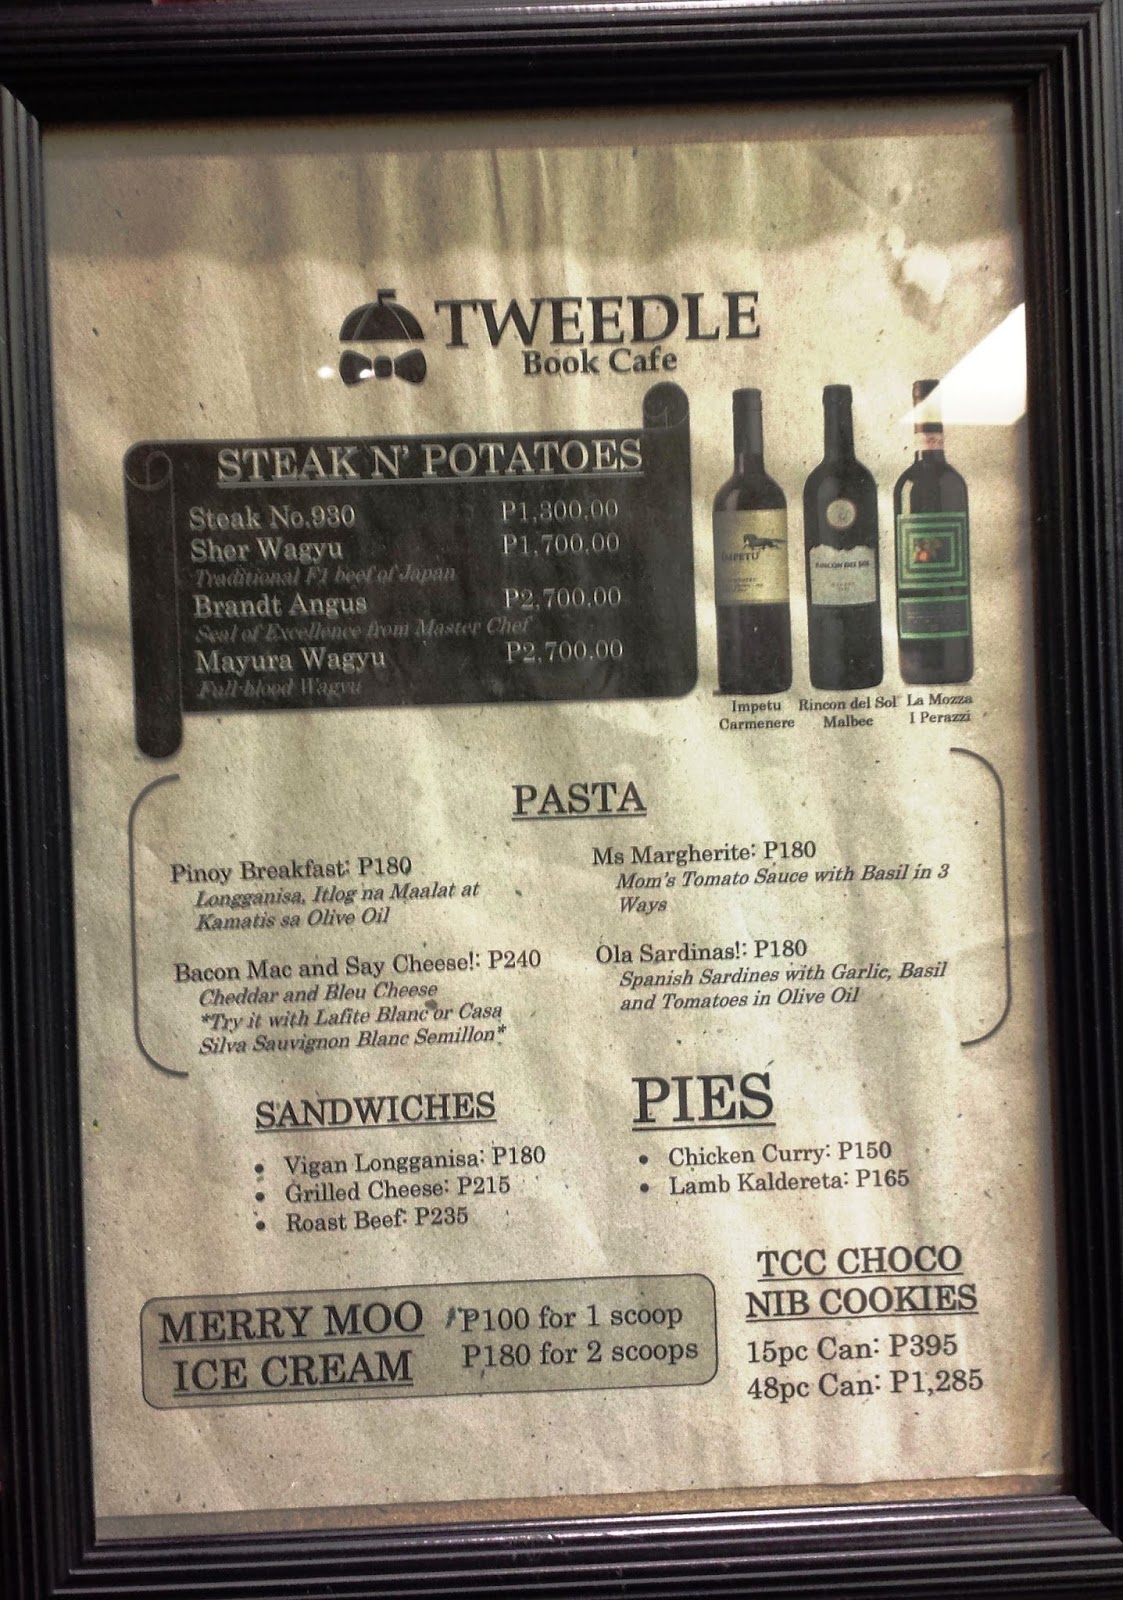 TWEEDLE
Book Cafe
STEAK N' POTATOES
Steak No.930 P1,300.00
Sher Wagyu P1,700.00
Traditional F1 beef of Japan
Brandt Angus P2,700.00
Seal of Excellence from Master Chef
Mayura Wagyu P2,700.00
Full-blood Wagyu
IMPETU
RINCON DEL SOL
Impetu
Carmenere
Rincon del Sol
Malbec
La Mozza
I Perazzi
PASTA
Pinoy Breakfast: P180
Longganisa, Itlog na Maalat at
Kamatis sa Olive Oil
Bacon Mac and Say Cheese!: P240
Cheddar and Bleu Cheese
*Try it with Lafite Blanc or Casa
Silva Sauvignon Blanc Semillon*
Ms Margherite: P180
Mom's Tomato Sauce with Basil in 3
Ways
Ola Sardinas!: P180
Spanish Sardines with Garlic, Basil
and Tomatoes in Olive Oil
SANDWICHES
• Vigan Longganisa: P180
• Grilled Cheese: P215
• Roast Beef: P235
PIES
• Chicken Curry: P150
• Lamb Kaldereta: P165
MERRY MOO
ICE CREAM
P100 for 1 scoop
P180 for 2 scoops
TCC CHOCO
NIB COOKIES
15pc Can: P395
48pc Can: P1,285